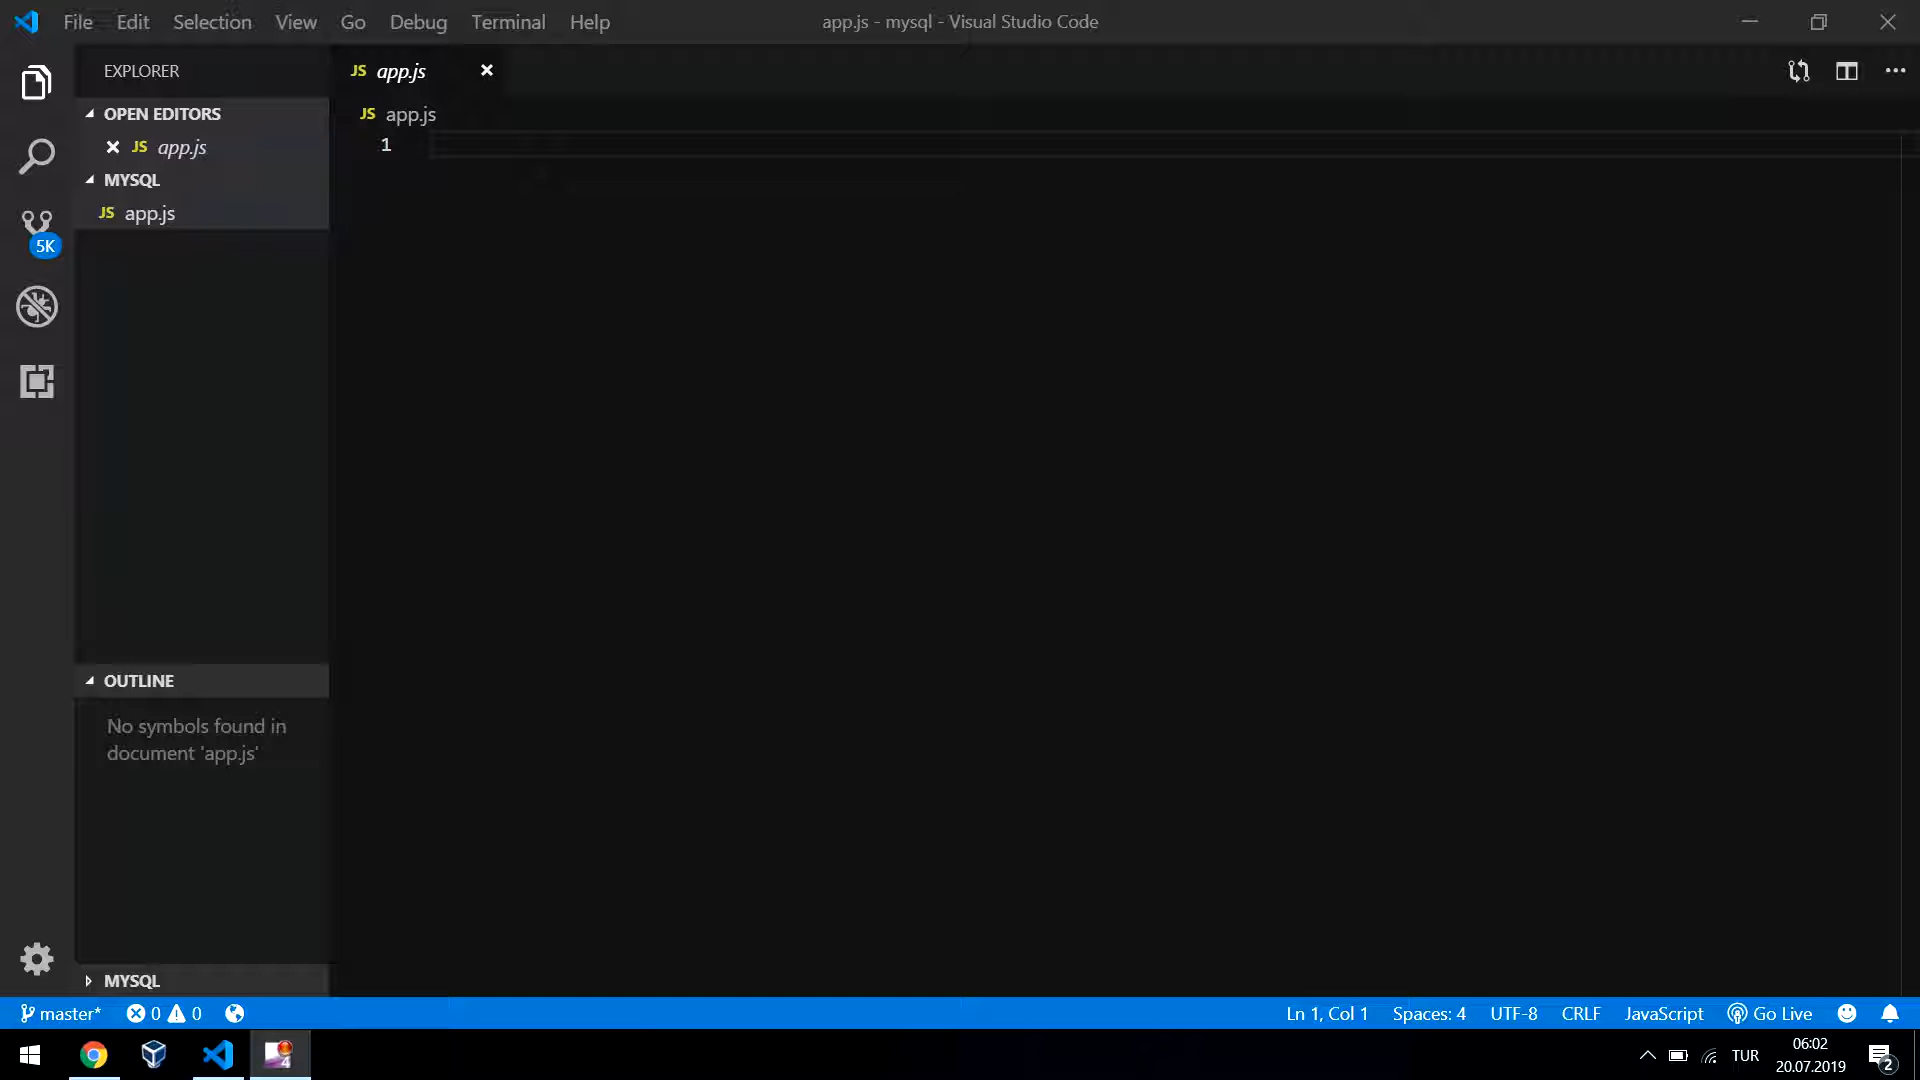 File Edit Selection View Go Debug Terminal Help
app.js - mysql - Visual Studio Code
EXPLORER
JS app.js
OPEN EDITORS
JS app.js
JS app.js
1
MYSQL
JS app.js
5K
OUTLINE
No symbols found in
document 'app.js'
MYSQL
master* 0 0
Ln 1, Col 1 Spaces: 4 UTF-8 CRLF JavaScript Go Live
4
TUR
06:02
20.07.2019
2